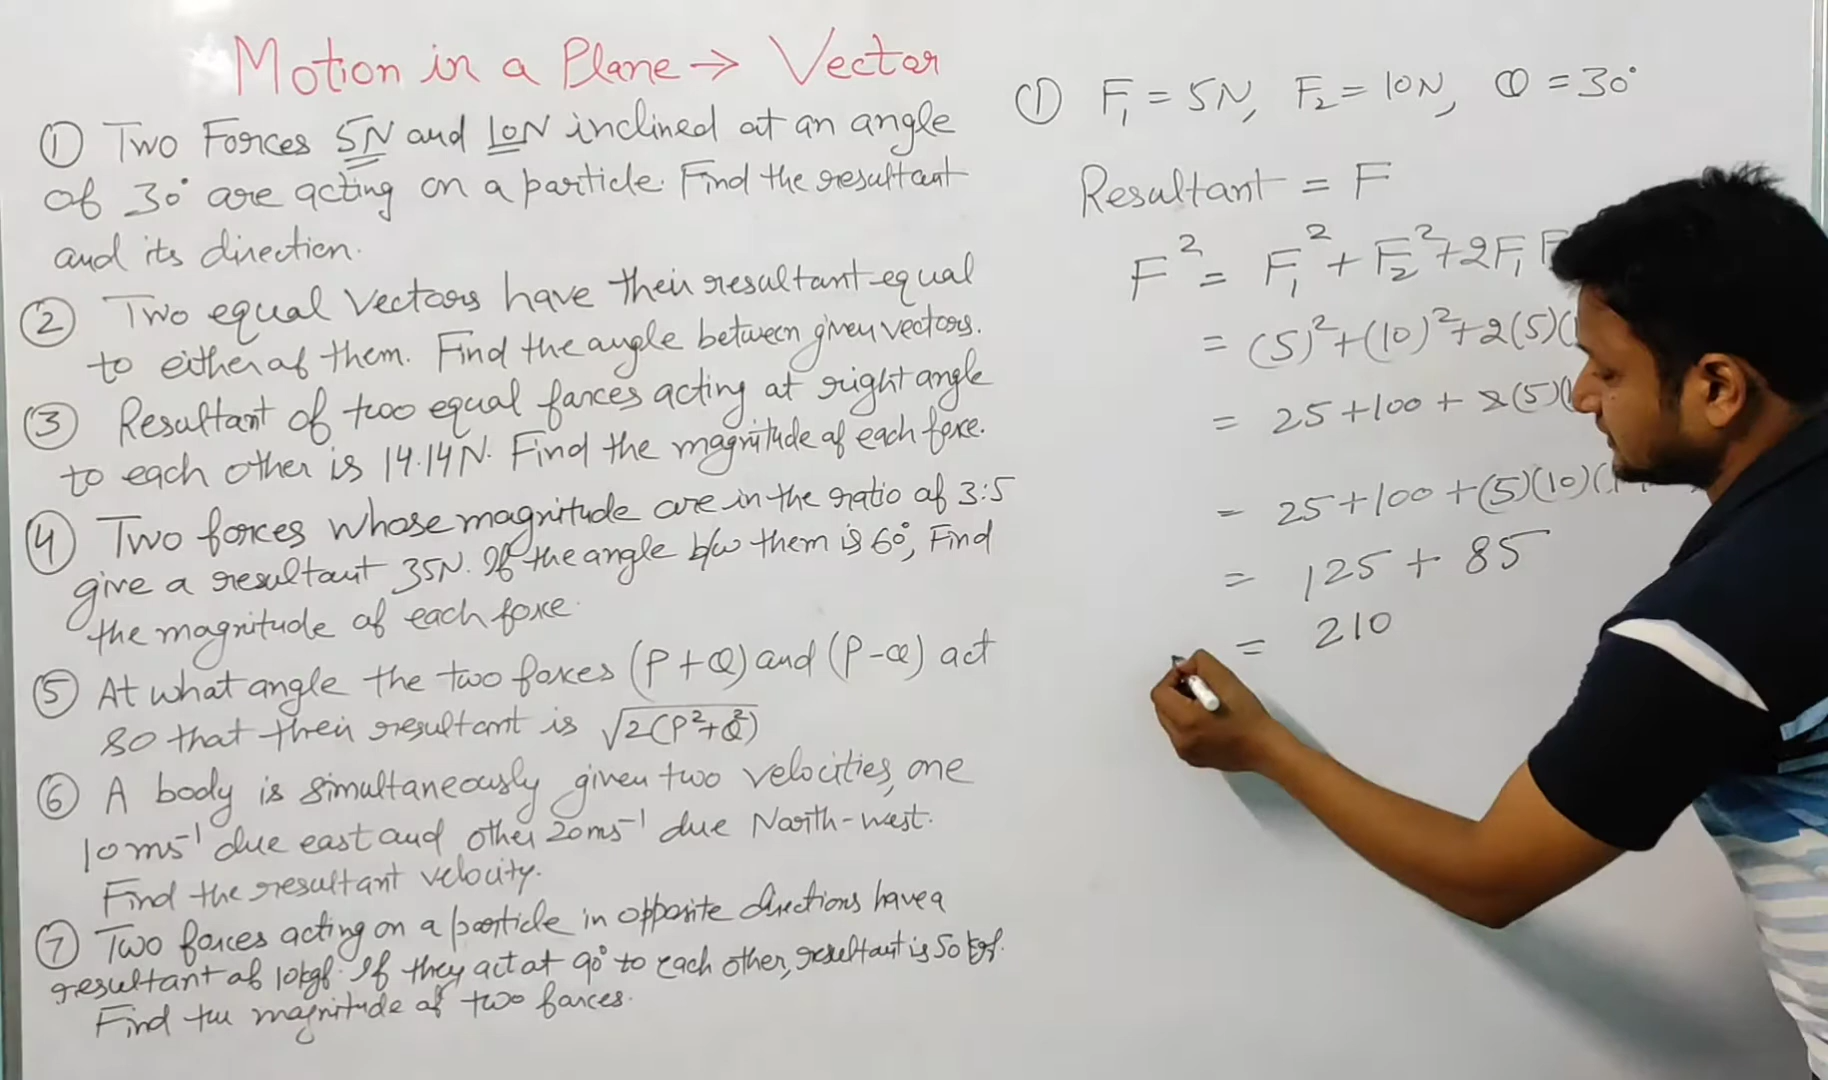 Motion in a Plane → Vector
① Two Forces 5N and 10N inclined at an angle
of 30° are acting on a particle. Find the resultant
and its direction.
② Two equal Vectors have their resultant equal
to either of them. Find the angle between given vectors.
③ Resultant of two equal forces acting at right angle
to each other is 14.14N. Find the magnitude of each force.
④ Two forces whose magnitude are in the ratio of 3:5
give a resultant 35N. If the angle b/w them is 60°, Find
the magnitude of each force.
⑤ At what angle the two forces (P+Q) and (P-Q) act
so that their resultant is √2(P²+Q²)
⑥ A body is simultaneously given two velocities, one
10 ms⁻¹ due east and other 20 ms⁻¹ due North-west.
Find the resultant velocity.
⑦ Two forces acting on a particle in opposite directions have a
resultant of 10kgf. If they act at 90° to each other, resultant is 50 kgf.
Find the magnitude of two forces.
① F₁ = 5N, F₂ = 10N, θ = 30°
Resultant = F
F² = F₁² + F₂² + 2F₁ F
= (5)² + (10)² + 2(5)(
= 25 + 100 + 2(5)(
= 25 + 100 + (5)(10)(
= 125 + 85
= 210